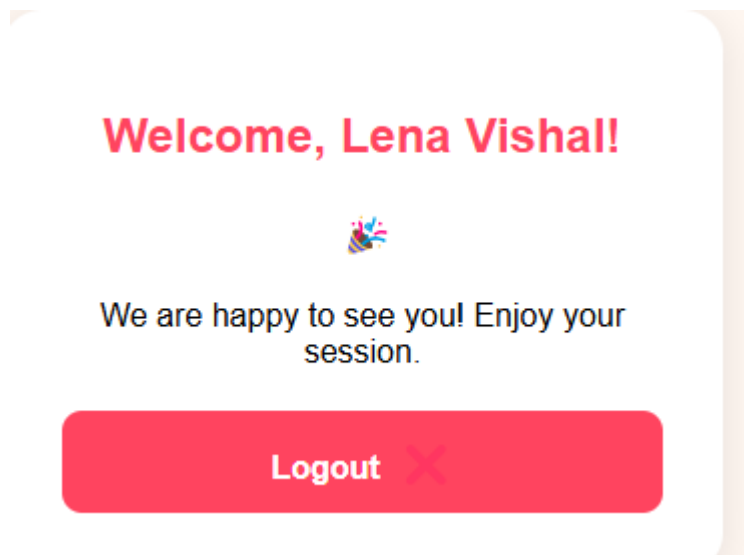 Welcome, Lena Vishal!
🎉
We are happy to see you! Enjoy your
session.
Logout ❌